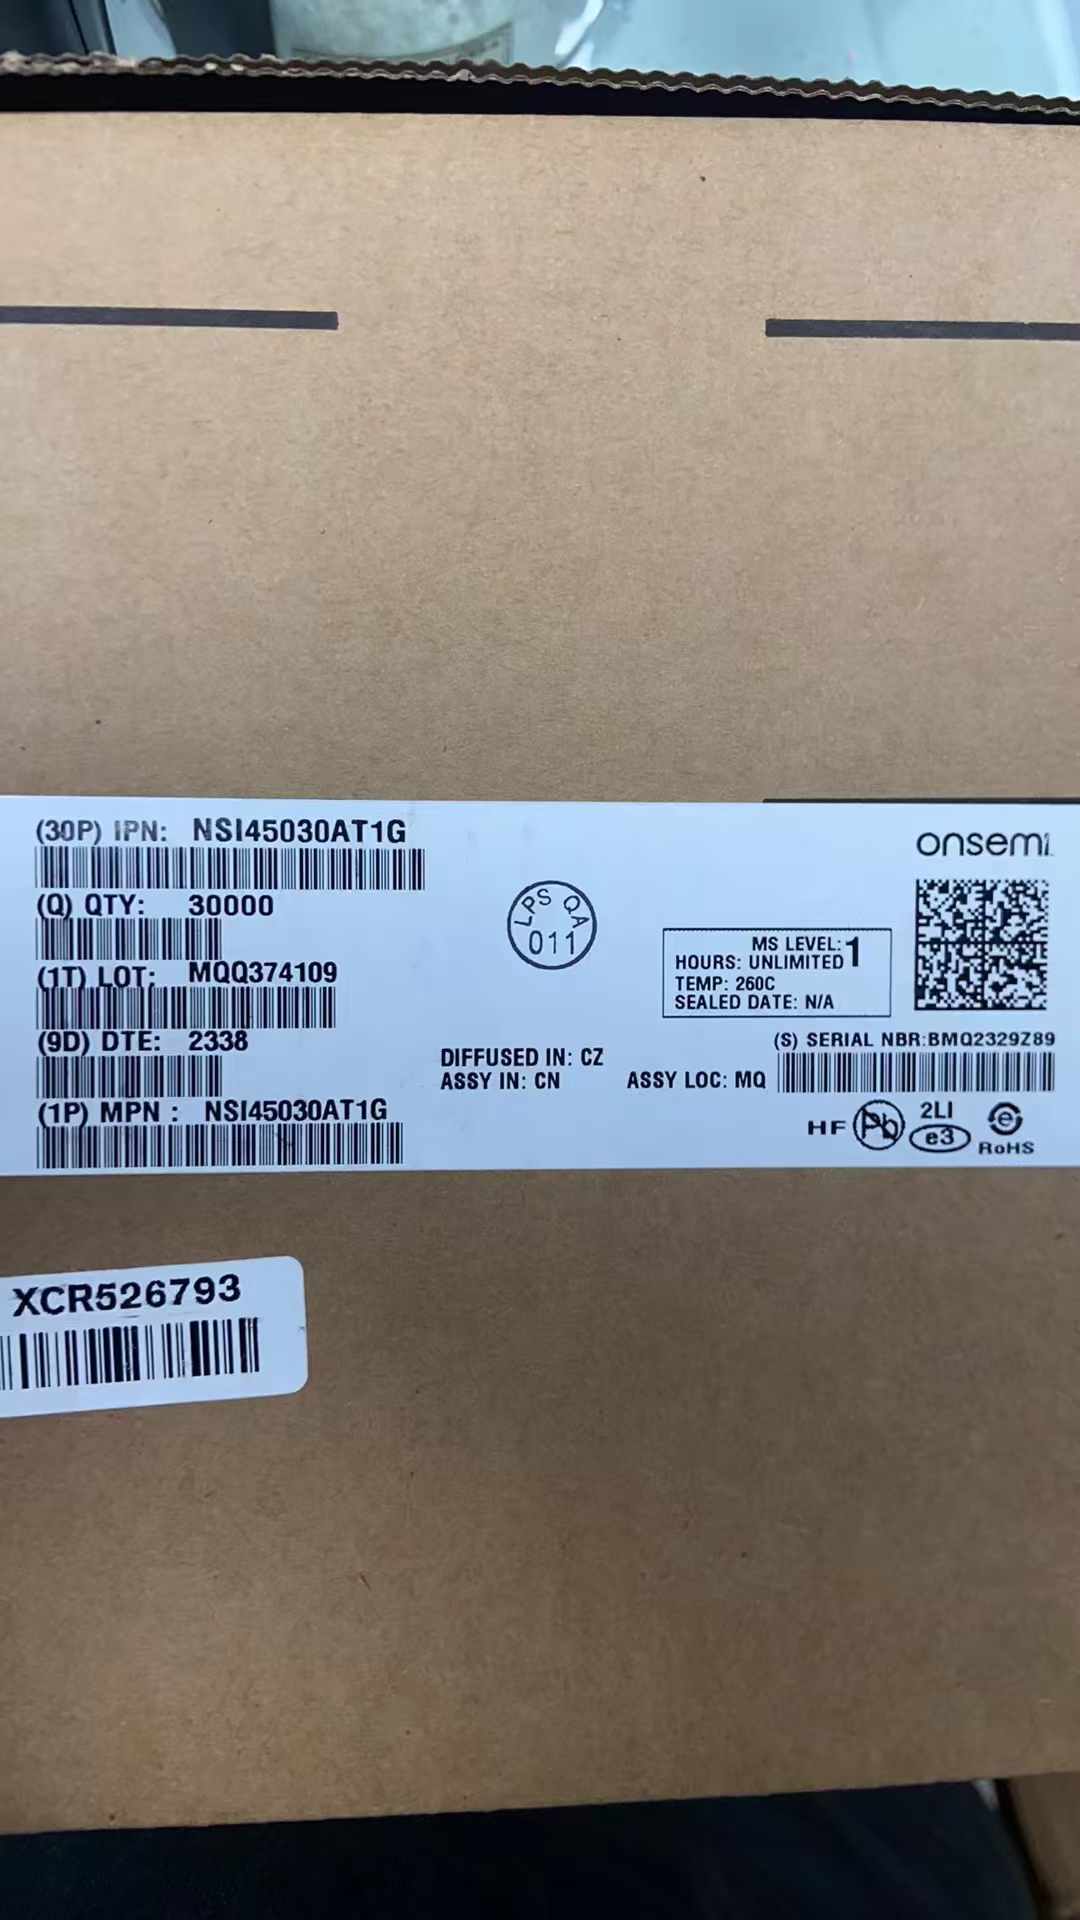 (30P) IPN: NSI45030AT1G
(Q) QTY: 30000
(1T) LOT: MQQ374109
(9D) DTE: 2338
(1P) MPN : NSI45030AT1G
LPS QA
011
DIFFUSED IN: CZ
ASSY IN: CN
ASSY LOC: MQ
onsemi
MS LEVEL: 1
HOURS: UNLIMITED
TEMP: 260C
SEALED DATE: N/A
(S) SERIAL NBR:BMQ2329Z89
HF
Pb
2LI
e3
e
RoHS
XCR526793